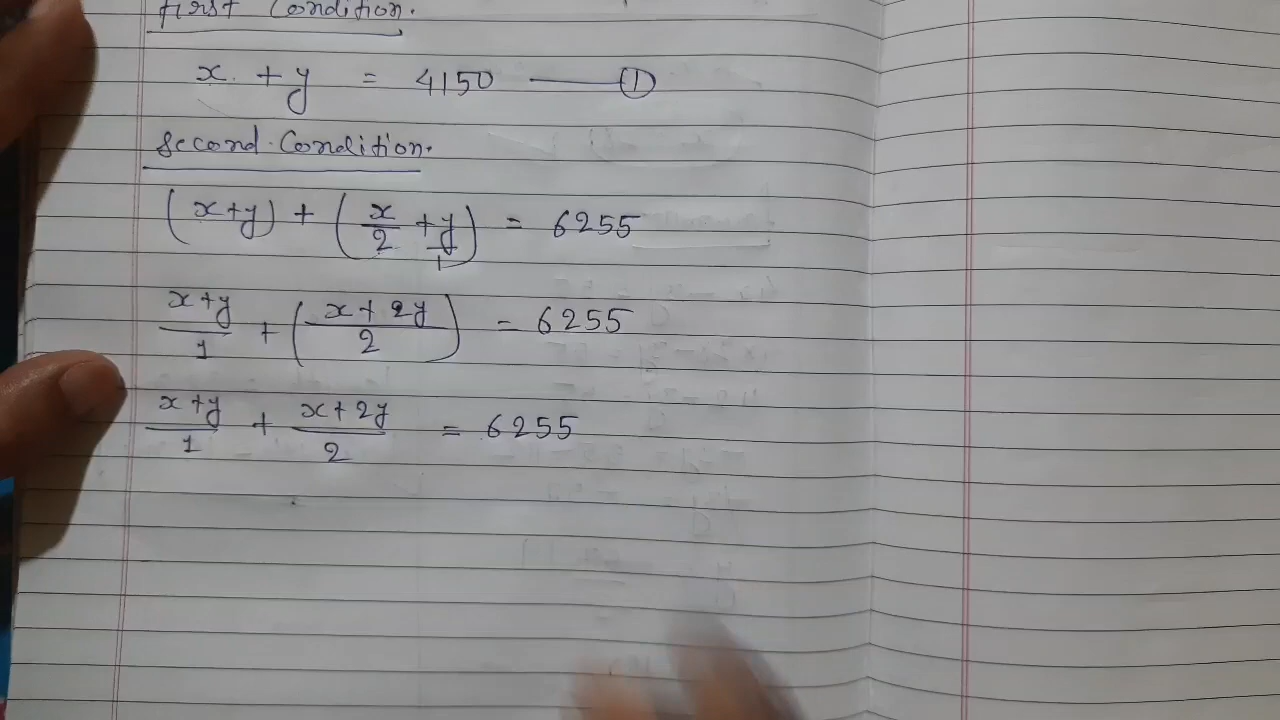 First Condition.
x + y = 4150 —— ①
Second Condition.
(x+y) + (x/2 + y/1) = 6255
x+y/1 + (x+2y/2) = 6255
x+y/1 + x+2y/2 = 6255